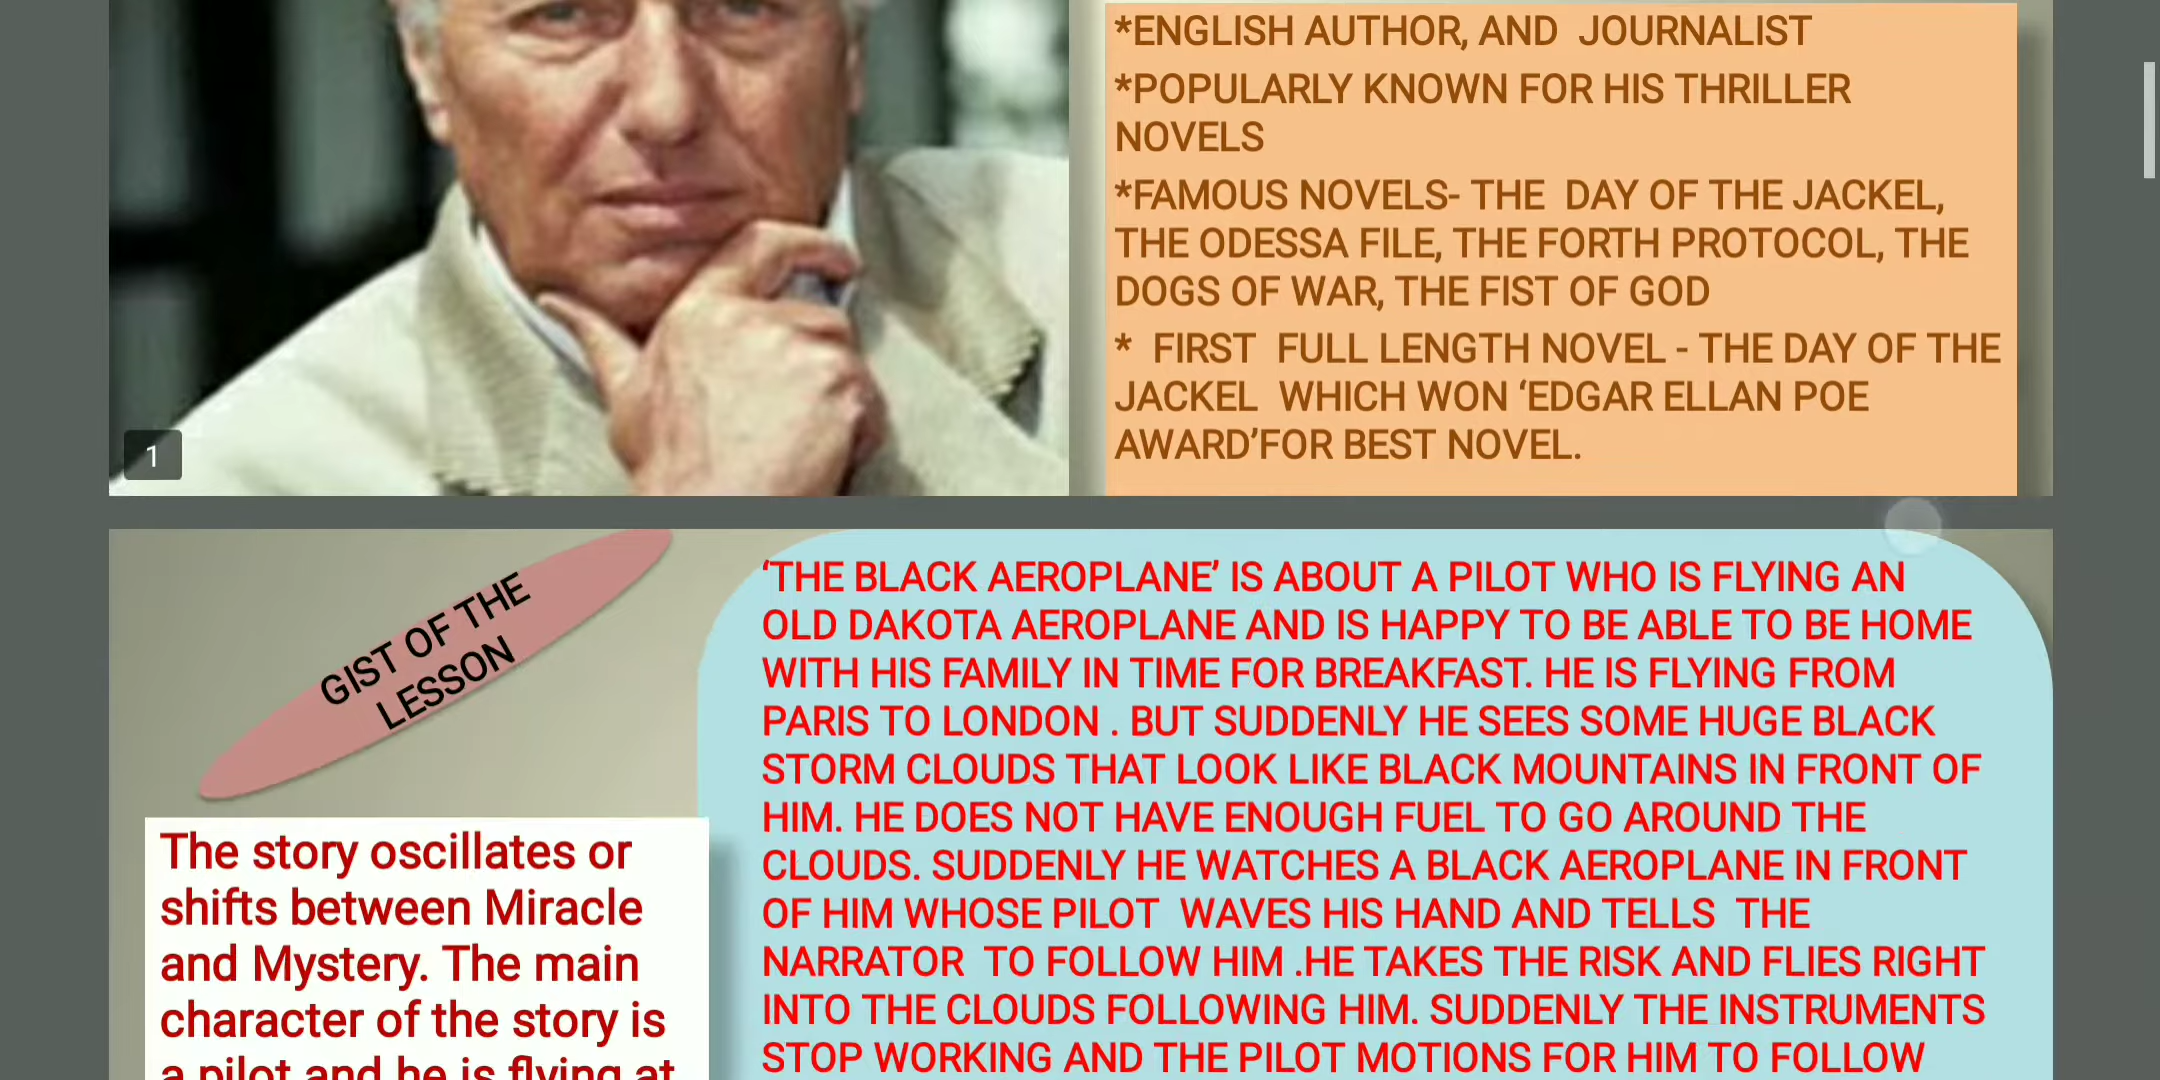 *ENGLISH AUTHOR, AND JOURNALIST
*POPULARLY KNOWN FOR HIS THRILLER
NOVELS
*FAMOUS NOVELS- THE DAY OF THE JACKEL,
THE ODESSA FILE, THE FORTH PROTOCOL, THE
DOGS OF WAR, THE FIST OF GOD
* FIRST FULL LENGTH NOVEL - THE DAY OF THE
JACKEL WHICH WON ‘EDGAR ELLAN POE
AWARD’FOR BEST NOVEL.
1
GIST OF THE
LESSON
The story oscillates or
shifts between Miracle
and Mystery. The main
character of the story is
a pilot and he is flying at
‘THE BLACK AEROPLANE’ IS ABOUT A PILOT WHO IS FLYING AN
OLD DAKOTA AEROPLANE AND IS HAPPY TO BE ABLE TO BE HOME
WITH HIS FAMILY IN TIME FOR BREAKFAST. HE IS FLYING FROM
PARIS TO LONDON . BUT SUDDENLY HE SEES SOME HUGE BLACK
STORM CLOUDS THAT LOOK LIKE BLACK MOUNTAINS IN FRONT OF
HIM. HE DOES NOT HAVE ENOUGH FUEL TO GO AROUND THE
CLOUDS. SUDDENLY HE WATCHES A BLACK AEROPLANE IN FRONT
OF HIM WHOSE PILOT WAVES HIS HAND AND TELLS THE
NARRATOR TO FOLLOW HIM .HE TAKES THE RISK AND FLIES RIGHT
INTO THE CLOUDS FOLLOWING HIM. SUDDENLY THE INSTRUMENTS
STOP WORKING AND THE PILOT MOTIONS FOR HIM TO FOLLOW